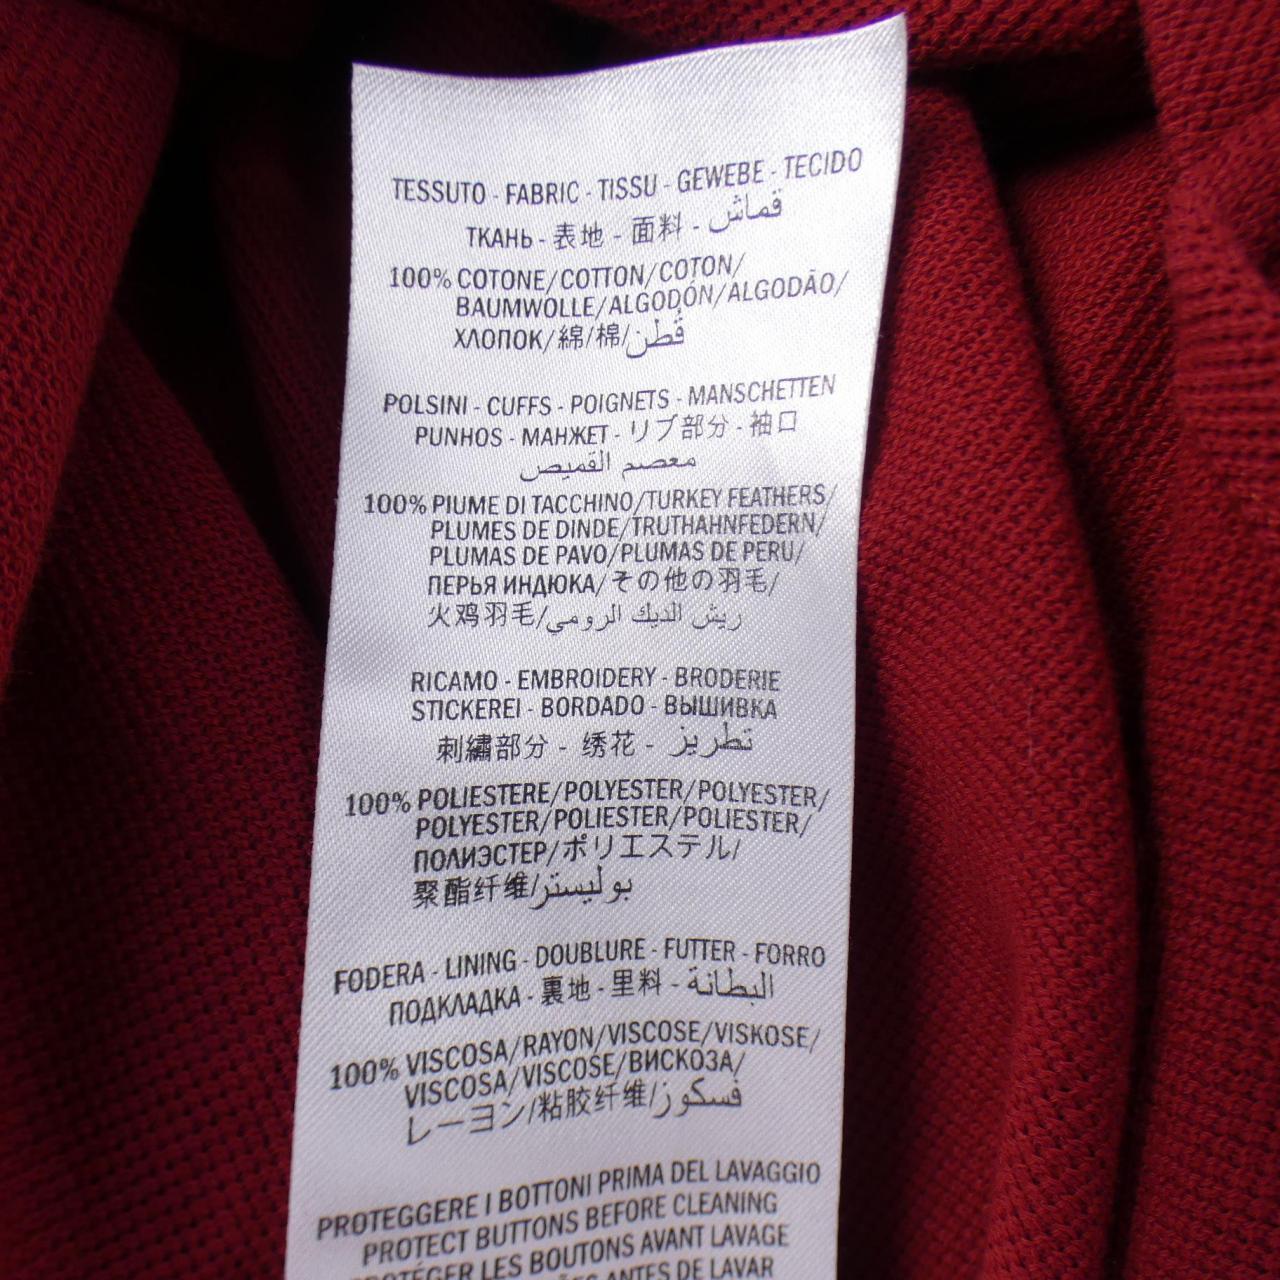 TESSUTO - FABRIC - TISSU - GEWEBE - TECIDO
ТКАНЬ - 表地 - 面料 - قماش
100% COTONE/COTTON/COTON/
BAUMWOLLE/ALGODÓN/ALGODÃO/
ХЛОПОК/綿/棉/قُطن
POLSINI - CUFFS - POIGNETS - MANSCHETTEN
PUNHOS - МАНЖЕТ - リブ部分 - 袖口
معصم القميص
100% PIUME DI TACCHINO/TURKEY FEATHERS/
PLUMES DE DINDE/TRUTHAHNFEDERN/
PLUMAS DE PAVO/PLUMAS DE PERU/
ПЕРЬЯ ИНДЮКА/その他の羽毛/
火鸡羽毛/ريش الديك الرومي
RICAMO - EMBROIDERY - BRODERIE
STICKEREI - BORDADO - ВЫШИВКА
刺繍部分 - 绣花 - تطريز
100% POLIESTERE/POLYESTER/POLYESTER/
POLYESTER/POLIESTER/POLIESTER/
ПОЛИЭСТЕР/ポリエステル/
聚酯纤维/بوليستر
FODERA - LINING - DOUBLURE - FUTTER - FORRO
ПОДКЛАДКА - 裏地 - 里料 - البطانة
100% VISCOSA/RAYON/VISCOSE/VISKOSE/
VISCOSA/VISCOSE/ВИСКОЗА/
レーヨン/粘胶纤维/فسكوز
PROTEGGERE I BOTTONI PRIMA DEL LAVAGGIO
PROTECT BUTTONS BEFORE CLEANING
PROTÉGER LES BOUTONS AVANT LAVAGE
ANTES DE LAVAR